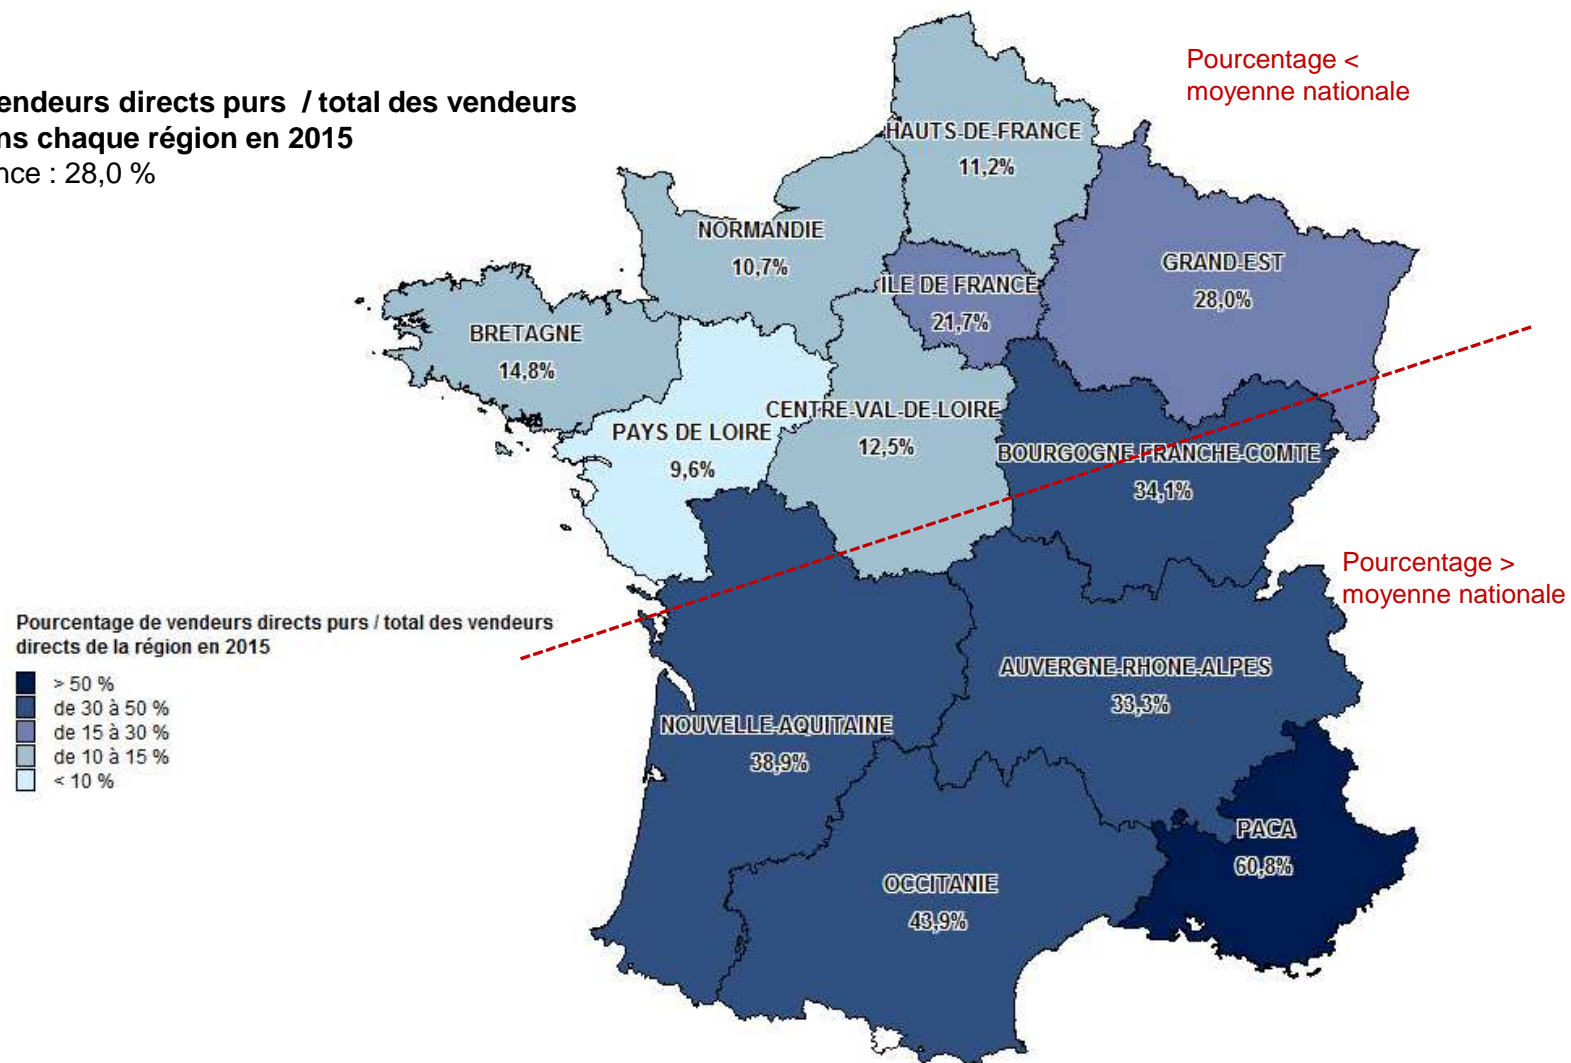 endeurs directs purs / total des vendeurs
ns chaque région en 2015
nce : 28,0 %
Pourcentage <
moyenne nationale
HAUTS-DE-FRANCE
11,2%
NORMANDIE
10,7%
GRAND-EST
28,0%
ILE DE FRANCE
21,7%
BRETAGNE
14,8%
CENTRE-VAL-DE-LOIRE
12,5%
PAYS DE LOIRE
9,6%
BOURGOGNE-FRANCHE-COMTE
34,1%
Pourcentage >
moyenne nationale
Pourcentage de vendeurs directs purs / total des vendeurs
directs de la région en 2015
> 50 %
de 30 à 50 %
de 15 à 30 %
de 10 à 15 %
< 10 %
AUVERGNE-RHONE-ALPES
33,3%
NOUVELLE-AQUITAINE
38,9%
PACA
60,8%
OCCITANIE
43,9%